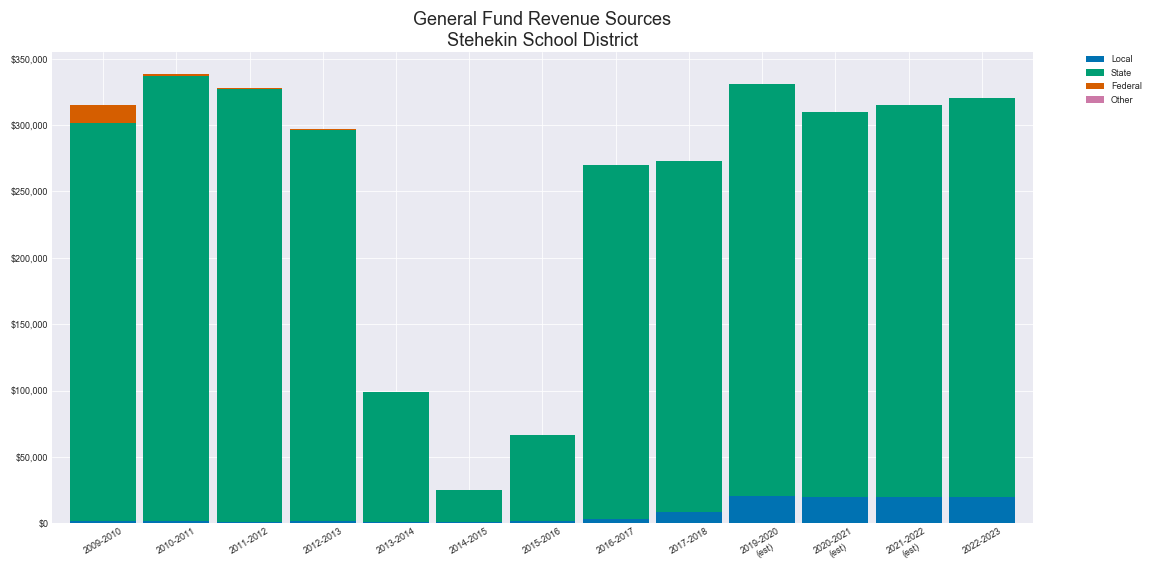 General Fund Revenue Sources
Stehekin School District
$350,000
$300,000
$250,000
$200,000
$150,000
$100,000
$50,000
$0
2009-2010
2010-2011
2011-2012
2012-2013
2013-2014
2014-2015
2015-2016
2016-2017
2017-2018
2019-2020
(est)
2020-2021
(est)
2021-2022
(est)
2022-2023
Local
State
Federal
Other